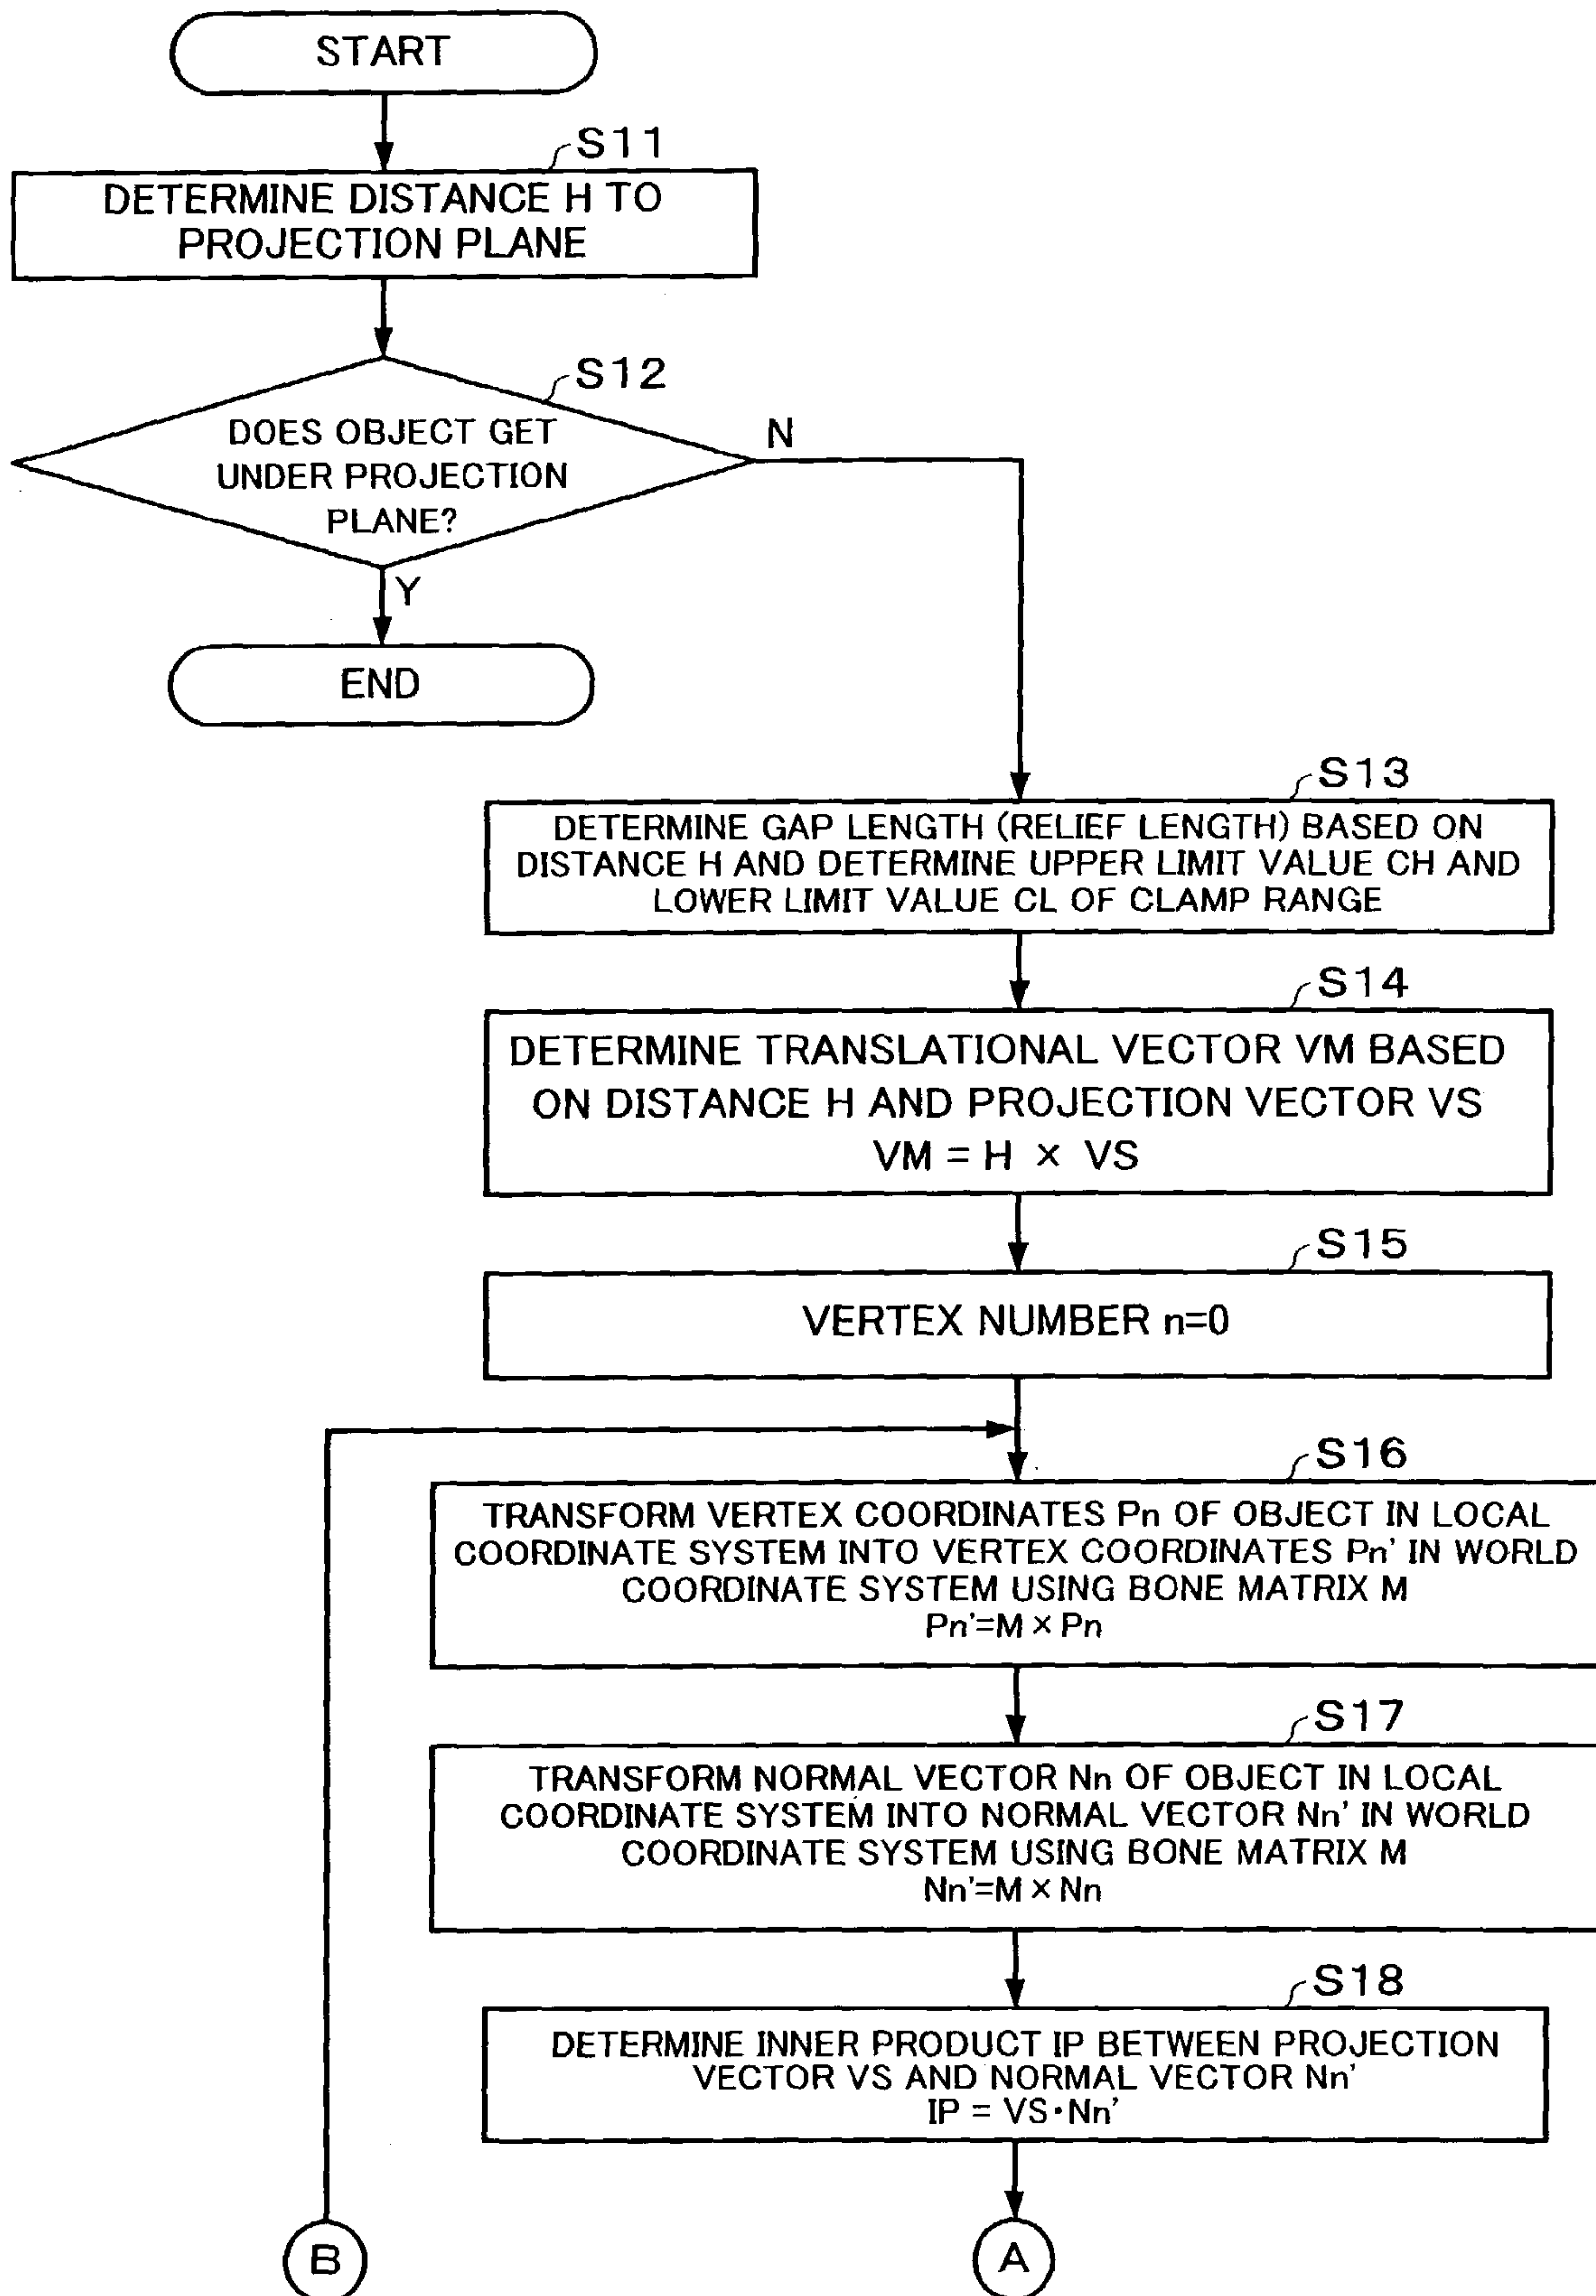 START
S11
DETERMINE DISTANCE H TO
PROJECTION PLANE
S12
DOES OBJECT GET
UNDER PROJECTION
PLANE?
N
Y
END
S13
DETERMINE GAP LENGTH (RELIEF LENGTH) BASED ON
DISTANCE H AND DETERMINE UPPER LIMIT VALUE CH AND
LOWER LIMIT VALUE CL OF CLAMP RANGE
S14
DETERMINE TRANSLATIONAL VECTOR VM BASED
ON DISTANCE H AND PROJECTION VECTOR VS
VM = H × VS
S15
VERTEX NUMBER n=0
S16
TRANSFORM VERTEX COORDINATES Pn OF OBJECT IN LOCAL
COORDINATE SYSTEM INTO VERTEX COORDINATES Pn' IN WORLD
COORDINATE SYSTEM USING BONE MATRIX M
Pn'=M × Pn
S17
TRANSFORM NORMAL VECTOR Nn OF OBJECT IN LOCAL
COORDINATE SYSTEM INTO NORMAL VECTOR Nn' IN WORLD
COORDINATE SYSTEM USING BONE MATRIX M
Nn'=M × Nn
S18
DETERMINE INNER PRODUCT IP BETWEEN PROJECTION
VECTOR VS AND NORMAL VECTOR Nn'
IP = VS·Nn'
B
A